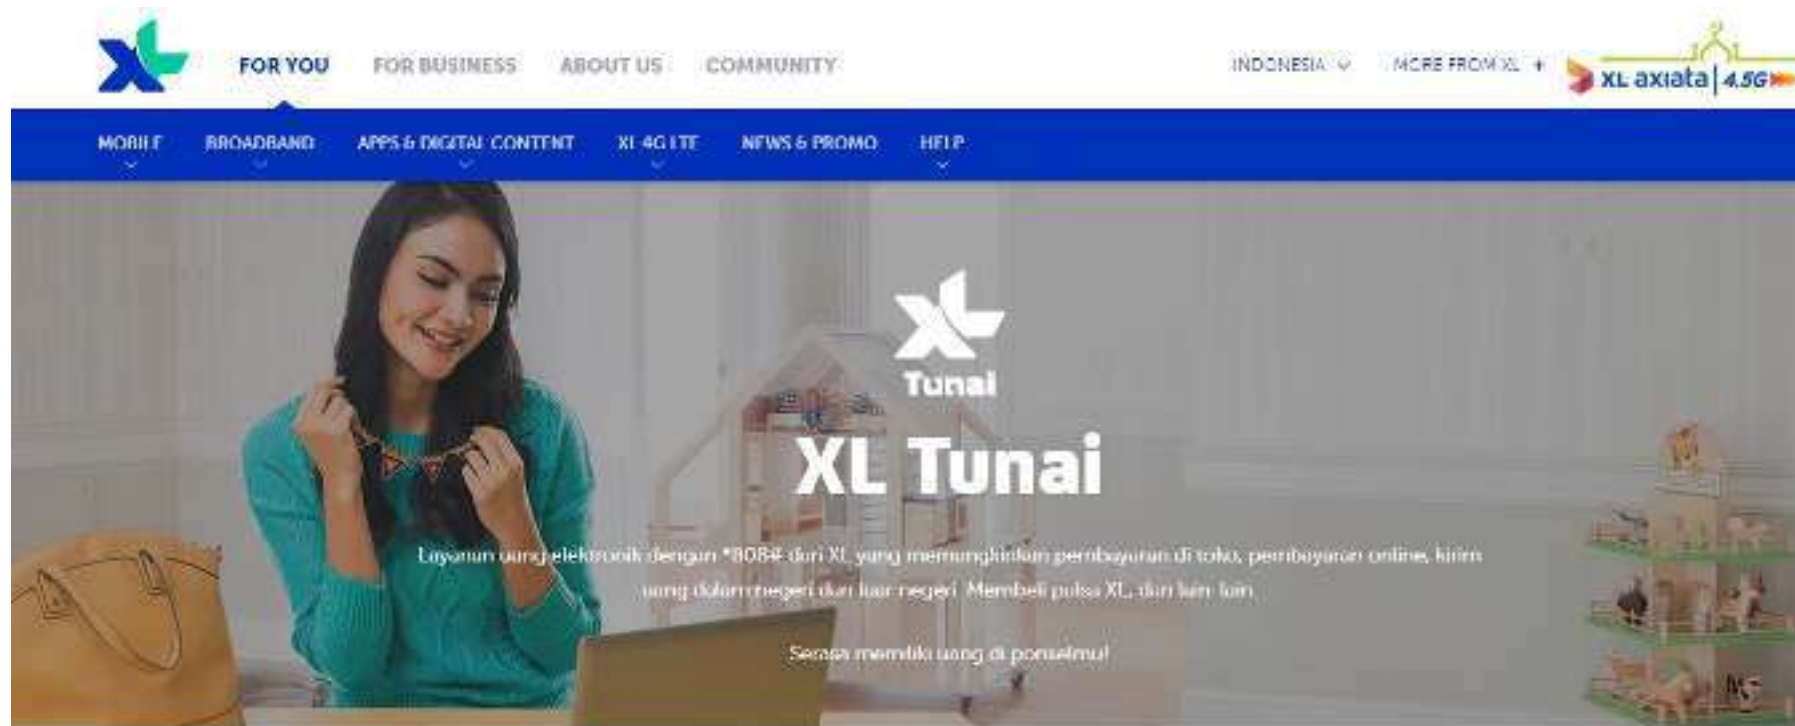 XL
FOR YOU FOR BUSINESS ABOUT US COMMUNITY
INDONESIA MORE FROM XL +
XL axiata | 4.5G
MOBILE BROADBAND APPS & DIGITAL CONTENT XL 4G LTE NEWS & PROMO HELP
XL
Tunai
XL Tunai
Layanan uang elektronik dengan *808# dari XL yang memungkinkan pembayaran di toko, pembayaran online, kirim
uang dalam negeri dan luar negeri. Membeli pulsa XL, dan lain-lain.
Serasa memiliki uang di ponselmu!